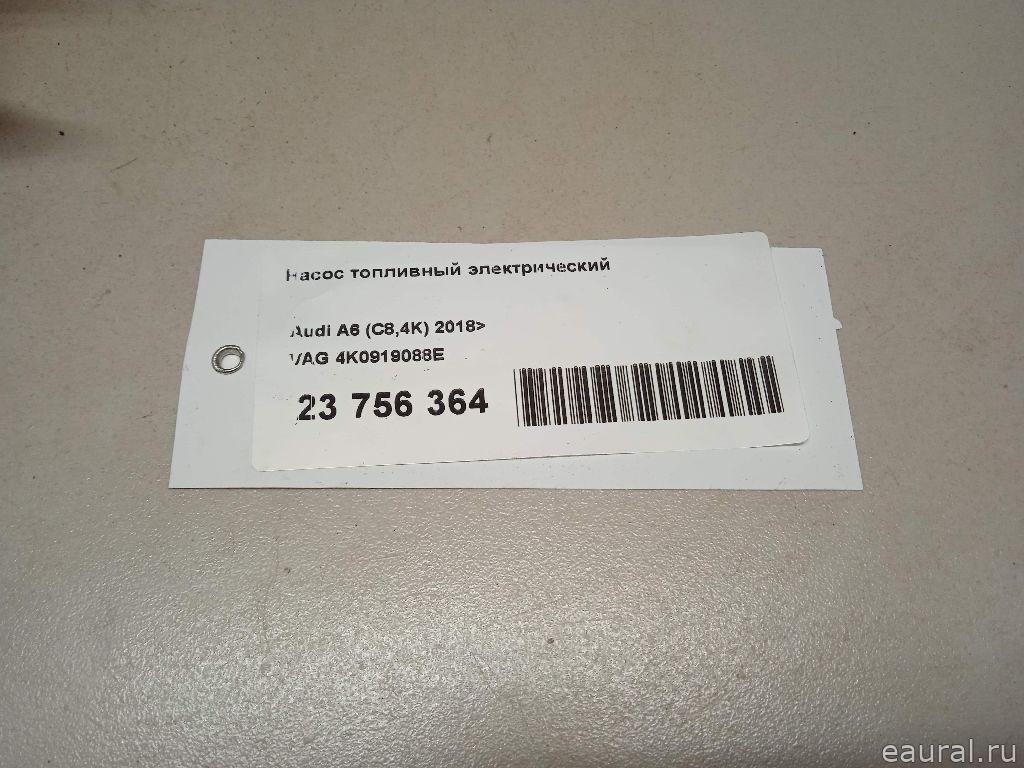 Насос топливный электрический
Audi A6 (C8,4K) 2018>
VAG 4K0919088E
23 756 364
eaural.ru